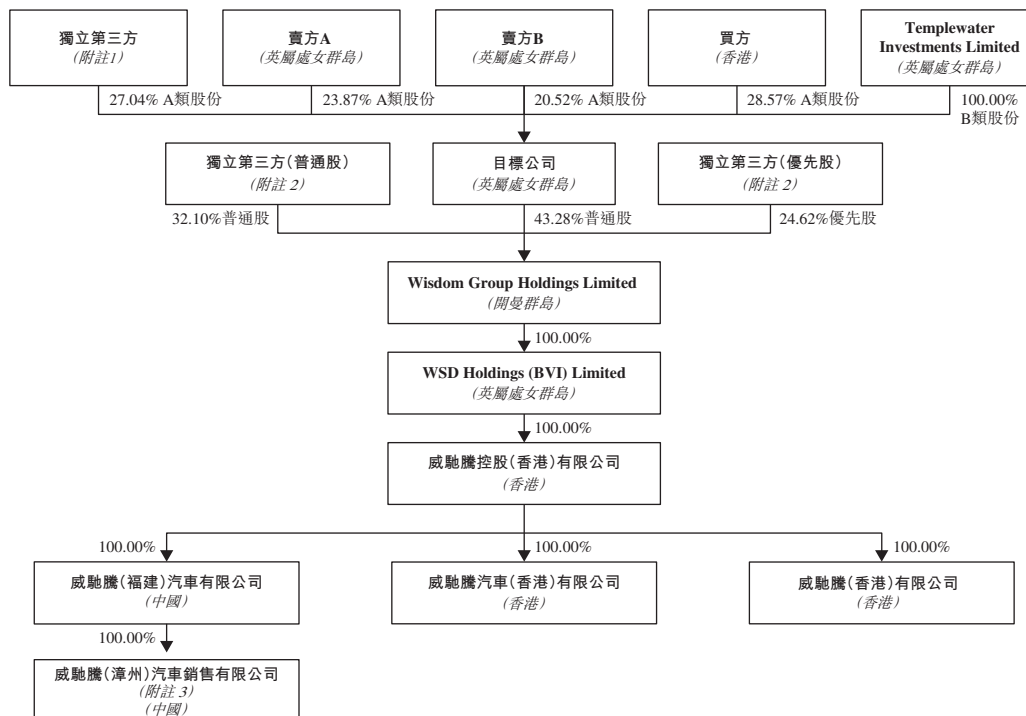 獨立第三方
(附註1)
賣方A
(英屬處女群島)
賣方B
(英屬處女群島)
買方
(香港)
Templewater
Investments Limited
(英屬處女群島)
27.04% A類股份
23.87% A類股份
20.52% A類股份
28.57% A類股份
100.00%
B類股份
獨立第三方(普通股)
(附註 2)
目標公司
(英屬處女群島)
獨立第三方(優先股)
(附註 2)
32.10%普通股
43.28%普通股
24.62%優先股
Wisdom Group Holdings Limited
(開曼群島)
100.00%
WSD Holdings (BVI) Limited
(英屬處女群島)
100.00%
威馳騰控股(香港)有限公司
(香港)
100.00%
100.00%
100.00%
威馳騰(福建)汽車有限公司
(中國)
威馳騰汽車(香港)有限公司
(香港)
威馳騰(香港)有限公司
(香港)
100.00%
威馳騰(漳州)汽車銷售有限公司
(附註 3)
(中國)